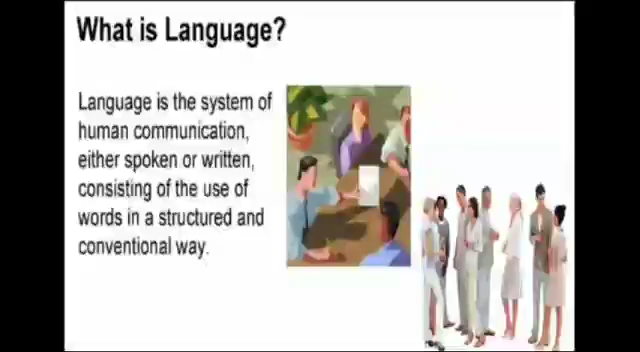 What is Language?
Language is the system of
human communication,
either spoken or written,
consisting of the use of
words in a structured and
conventional way.